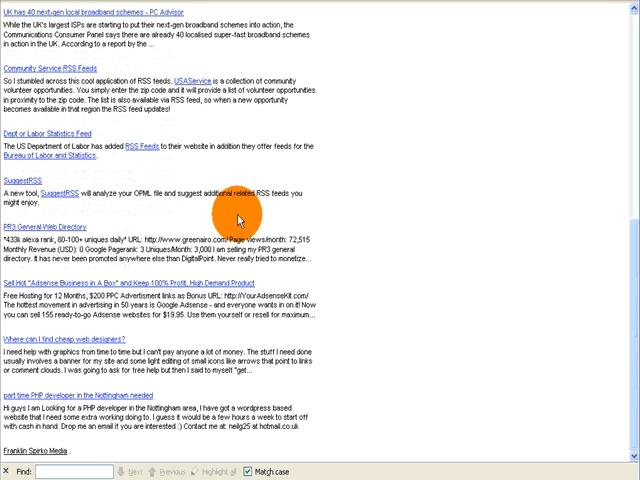 UK has 40 next-gen local broadband schemes - PC Advisor
While the UK's largest ISPs are starting to put their next-gen broadband schemes into action, the
Communications Consumer Panel says there are already 40 localised super-fast broadband schemes
in action in the UK. According to a report by the ...
Community Service RSS Feeds
So I stumbled across this cool application of RSS feeds. USAService is a collection of community
volunteer opportunities. You simply enter the zip code and it will provide a list of volunteer opportunities
in proximity to the zip code. The list is also available via RSS feed, so when a new opportunity
becomes available in that region the RSS feed updates!
Dept or Labor Statistics Feed
The US Department of Labor has added RSS Feeds to their website in addition they offer feeds for the
Bureau of Labor and Statistics.
SuggestRSS
A new tool, SuggestRSS will analyze your OPML file and suggest additional related RSS feeds you
might enjoy.
PR3 General Web Directory
*433k alexa rank, 80-100+ uniques daily* URL: http://www.greenairo.com/ Page views/month: 72,515
Monthly Revenue (USD): 0 Google Pagerank: 3 Uniques/Month: 3,000 I am selling my PR3 general
directory. It has never been promoted anywhere else than DigitalPoint. Never really tried to monetize...
Sell Hot "Adsense Business in A Box" and Keep 100% Profit, High Demand Product
Free Hosting for 12 Months, $200 PPC Advertisment links as Bonus URL: http://YourAdsenseKit.com/
The hottest movement in advertising in 50 years is Google Adsense - and everyone wants in on it! Now
you can sell 155 ready-to-go Adsense websites for $19.95. Use them yourself or resell for maximum...
Where can I find cheap web designers?
I need help with graphics from time to time but I can't pay anyone a lot of money. The stuff I need done
usually involves a banner for my site and some light editing of small icons like arrows that point to links
or comment clouds. I was going to ask for free help but then I said to myself "get...
part time PHP developer in the Nottingham needed
Hi guys I am Looking for a PHP developer in the Nottingham area, I have got a wordpress based
website that I need some extra working doing to. I guess it would be a few hours a week to start off
with cash in hand. Drop me an email if you are interested :) Contact me at: neilg25 at hotmail.co.uk
Franklin Spirko Media .
Find: Next Previous Highlight all Match case